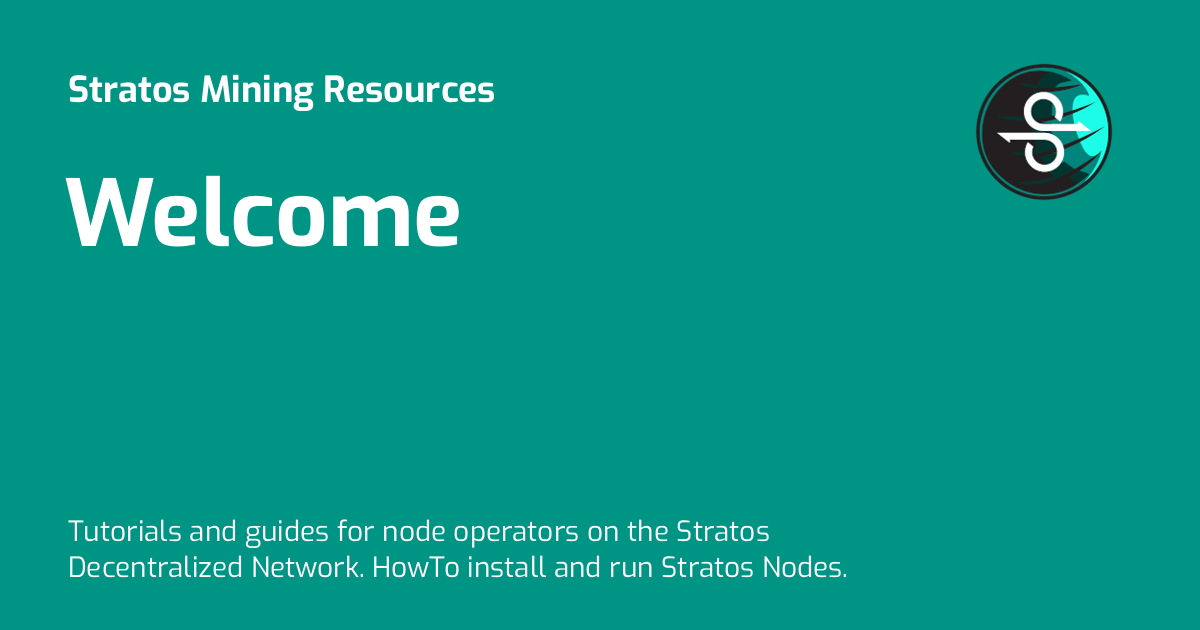 Stratos Mining Resources
Welcome
Tutorials and guides for node operators on the Stratos
Decentralized Network. HowTo install and run Stratos Nodes.